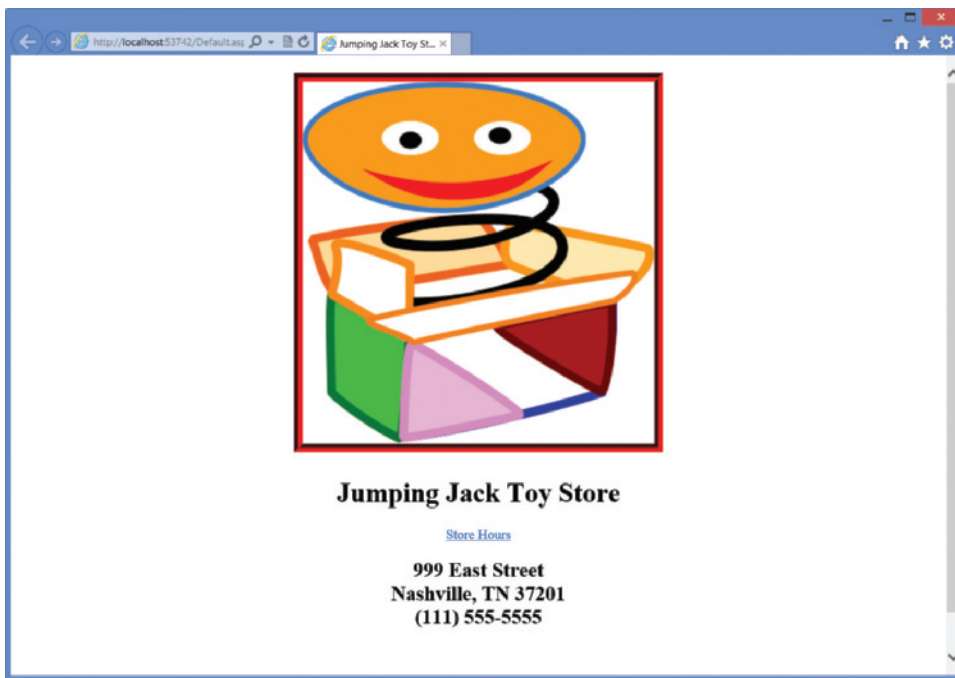 http://localhost:53742/Default.asp
Jumping Jack Toy St...
Jumping Jack Toy Store
Store Hours
999 East Street
Nashville, TN 37201
(111) 555-5555